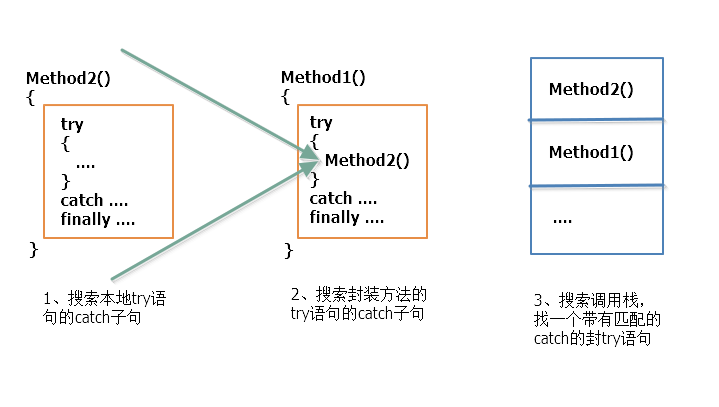 Method2()
{
try
{
....
}
catch ....
finally ....
}
1、搜索本地try语
句的catch子句
Method1()
{
try
{
Method2()
}
catch ....
finally ....
}
2、搜索封装方法的
try语句的catch子句
Method2()
Method1()
....
3、搜索调用栈，
找一个带有匹配的
catch的封try语句